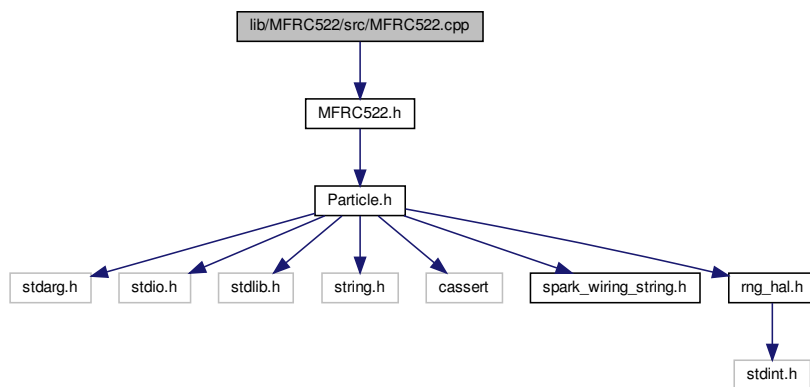 lib/MFRC522/src/MFRC522.cpp
MFRC522.h
Particle.h
stdarg.h
stdio.h
stdlib.h
string.h
cassert
spark_wiring_string.h
rng_hal.h
stdint.h